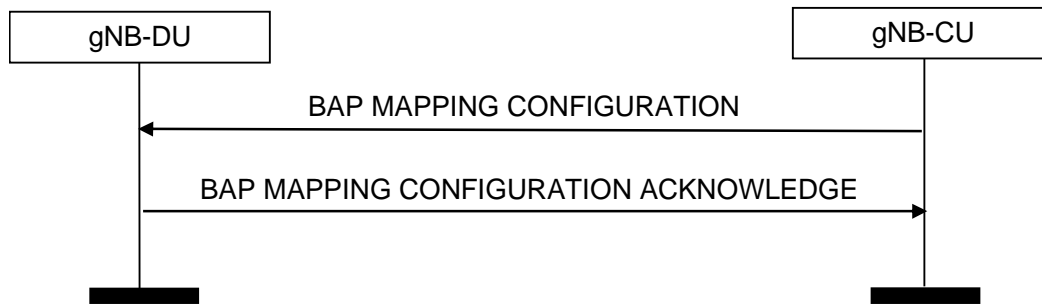 gNB-DU
gNB-CU
BAP MAPPING CONFIGURATION
BAP MAPPING CONFIGURATION ACKNOWLEDGE